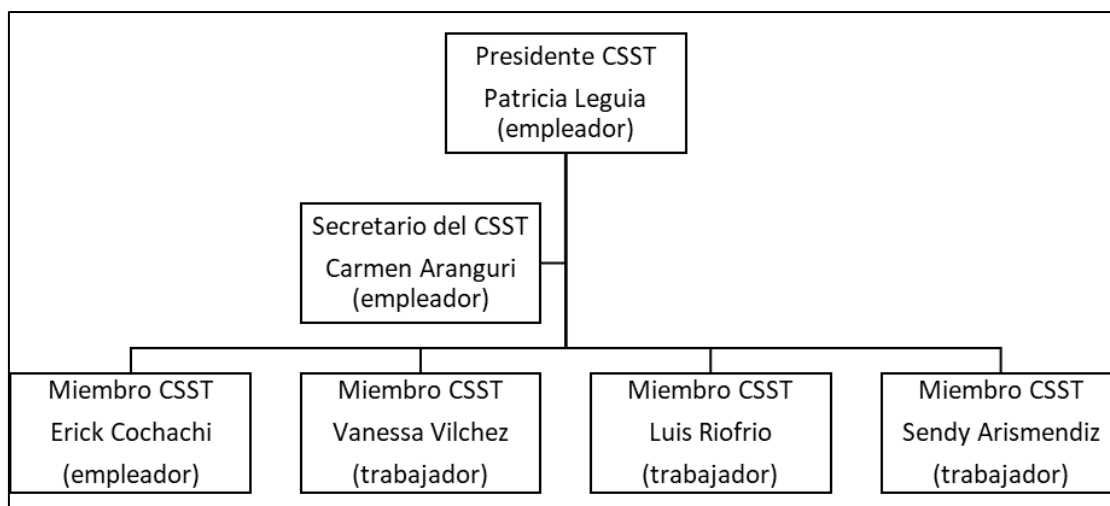 Presidente CSST
Patricia Leguia
(empleador)
Secretario del CSST
Carmen Aranguri
(empleador)
Miembro CSST
Erick Cochachi
(empleador)
Miembro CSST
Vanessa Vilchez
(trabajador)
Miembro CSST
Luis Riofrio
(trabajador)
Miembro CSST
Sendy Arismendiz
(trabajador)